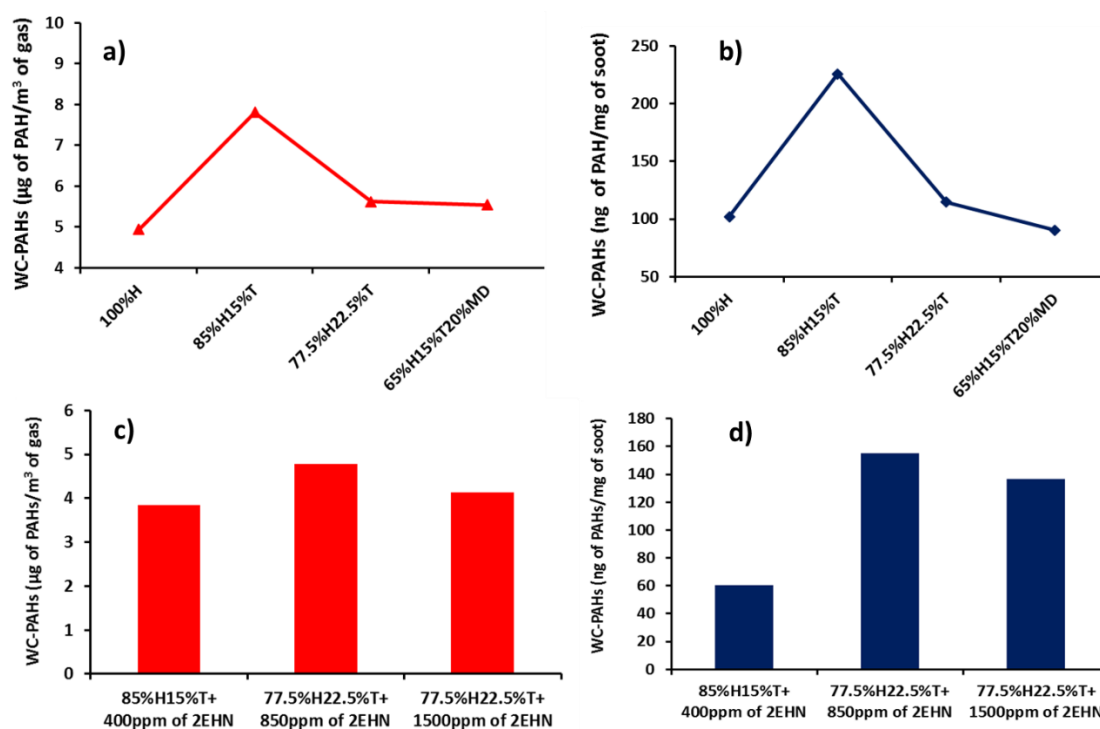 a)
WC-PAHs (µg of PAH/m³ of gas)
10
9
8
7
6
5
4
100%H
85%H15%T
77.5%H22.5%T
65%H15%T20%MD
b)
WC-PAHs (ng of PAH/mg of soot)
250
200
150
100
50
100%H
85%H15%T
77.5%H22.5%T
65%H15%T20%MD
c)
WC-PAHs (µg of PAHs/m³ of gas)
6
5
4
3
2
1
0
85%H15%T+
400ppm of 2EHN
77.5%H22.5%T+
850ppm of 2EHN
77.5%H22.5%T+
1500ppm of 2EHN
d)
WC-PAHs (ng of PAHs/mg of soot)
180
160
140
120
100
80
60
40
20
0
85%H15%T+
400ppm of 2EHN
77.5%H22.5%T+
850ppm of 2EHN
77.5%H22.5%T+
1500ppm of 2EHN